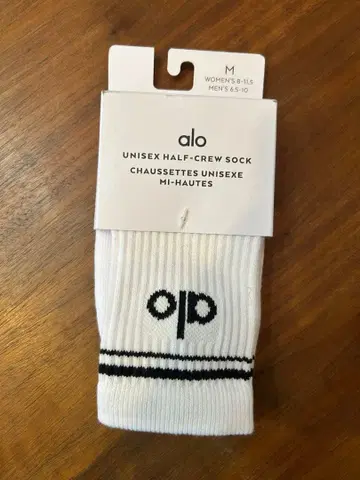 M
WOMEN'S 8-11.5
MEN'S 6.5-10
alo
UNISEX HALF-CREW SOCK
CHAUSSETTES UNISEXE
MI-HAUTES
alo